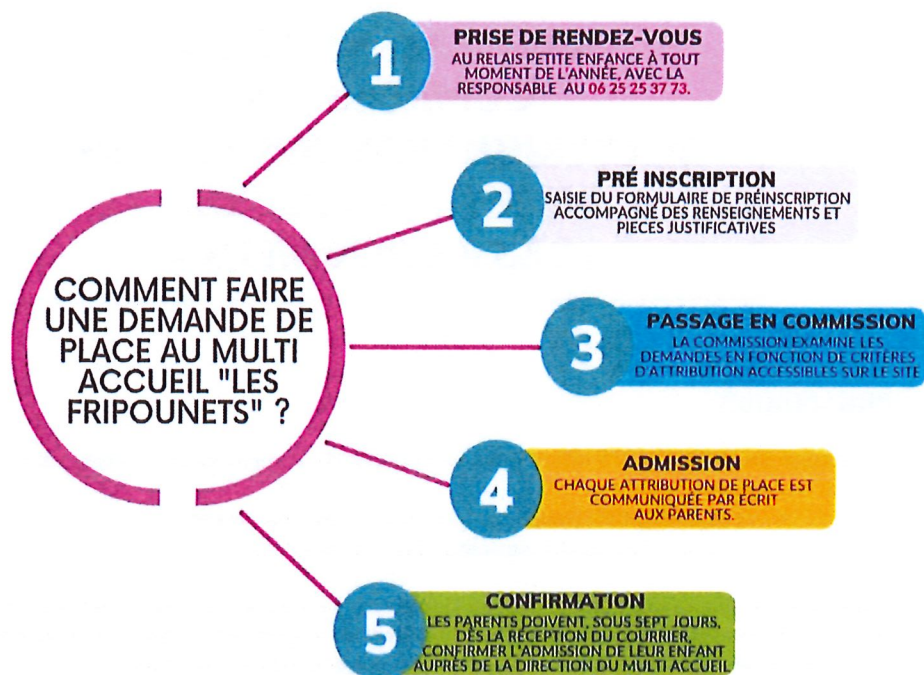 COMMENT FAIRE
UNE DEMANDE DE
PLACE AU MULTI
ACCUEIL "LES
FRIPOUNETS" ?
1
PRISE DE RENDEZ-VOUS
AU RELAIS PETITE ENFANCE À TOUT
MOMENT DE L'ANNÉE, AVEC LA
RESPONSABLE AU 06 25 25 37 73.
2
PRÉ INSCRIPTION
SAISIE DU FORMULAIRE DE PRÉINSCRIPTION
ACCOMPAGNÉ DES RENSEIGNEMENTS ET
PIECES JUSTIFICATIVES
3
PASSAGE EN COMMISSION
LA COMMISSION EXAMINE LES
DEMANDES EN FONCTION DE CRITÈRES
D'ATTRIBUTION ACCESSIBLES SUR LE SITE
4
ADMISSION
CHAQUE ATTRIBUTION DE PLACE EST
COMMUNIQUÉE PAR ÉCRIT
AUX PARENTS.
5
CONFIRMATION
LES PARENTS DOIVENT, SOUS SEPT JOURS,
DÈS LA RÉCEPTION DU COURRIER,
CONFIRMER L'ADMISSION DE LEUR ENFANT
AUPRÈS DE LA DIRECTION DU MULTI ACCUEIL